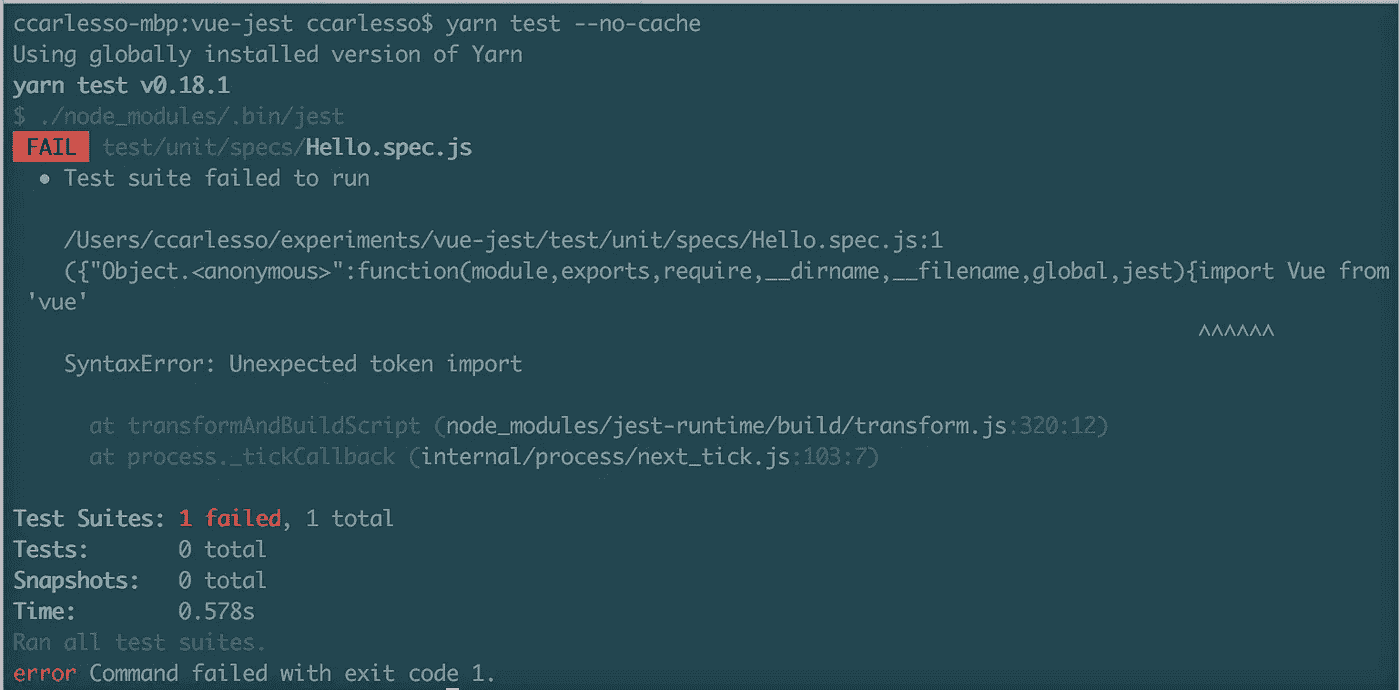 ccarlesso-mbp:vue-jest ccarlesso$ yarn test --no-cache
Using globally installed version of Yarn
yarn test v0.18.1
$ ./node_modules/.bin/jest
FAIL test/unit/specs/Hello.spec.js
• Test suite failed to run
/Users/ccarlesso/experiments/vue-jest/test/unit/specs/Hello.spec.js:1
({"Object.<anonymous>":function(module,exports,require,__dirname,__filename,global,jest){import Vue from
'vue'
^^^^^^
SyntaxError: Unexpected token import
at transformAndBuildScript (node_modules/jest-runtime/build/transform.js:320:12)
at process._tickCallback (internal/process/next_tick.js:103:7)
Test Suites: 1 failed, 1 total
Tests: 0 total
Snapshots: 0 total
Time: 0.578s
Ran all test suites.
error Command failed with exit code 1.